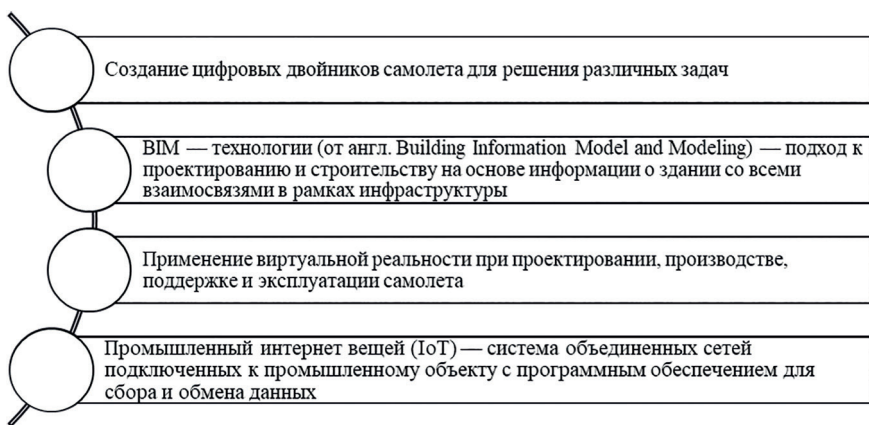 Создание цифровых двойников самолета для решения различных задач
BIM — технологии (от англ. Building Information Model and Modeling) — подход к
проектированию и строительству на основе информации о здании со всеми
взаимосвязями в рамках инфраструктуры
Применение виртуальной реальности при проектировании, производстве,
поддержке и эксплуатации самолета
Промышленный интернет вещей (IoT) — система объединенных сетей
подключенных к промышленному объекту с программным обеспечением для
сбора и обмена данных